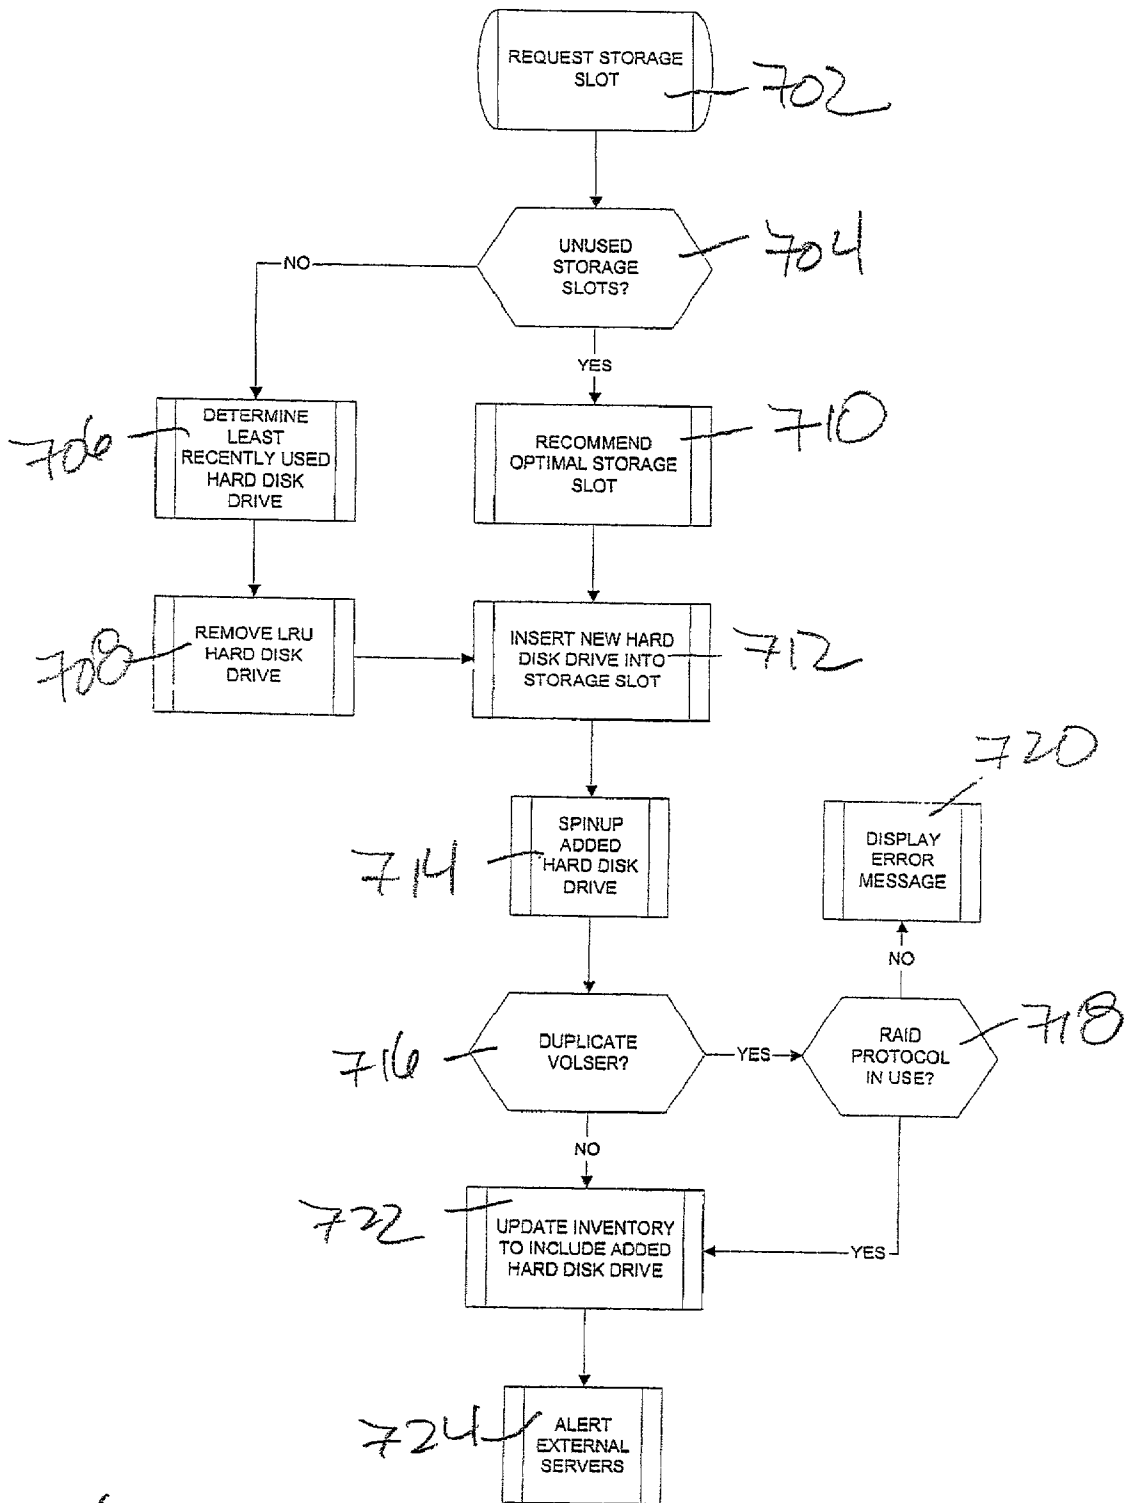 REQUEST STORAGE
SLOT
702
UNUSED
STORAGE
SLOTS?
704
NO
YES
DETERMINE
LEAST
RECENTLY USED
HARD DISK
DRIVE
706
RECOMMEND
OPTIMAL STORAGE
SLOT
710
REMOVE LRU
HARD DISK
DRIVE
708
INSERT NEW HARD
DISK DRIVE INTO
STORAGE SLOT
712
SPINUP
ADDED
HARD DISK
DRIVE
714
DISPLAY
ERROR
MESSAGE
720
NO
DUPLICATE
VOLSER?
716
YES
RAID
PROTOCOL
IN USE?
718
NO
UPDATE INVENTORY
TO INCLUDE ADDED
HARD DISK DRIVE
722
YES
ALERT
EXTERNAL
SERVERS
724